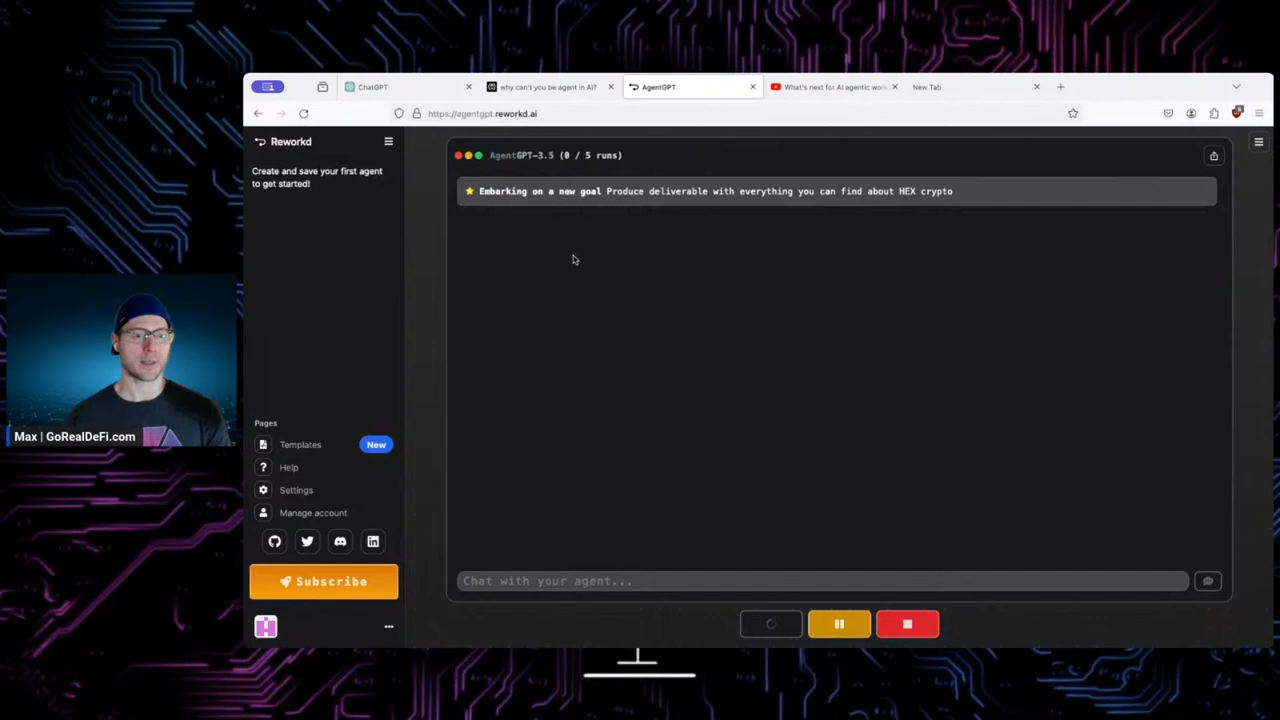 ChatGPT
why can't you be agent in AI?
AgentGPT
What's next for AI agentic work
New Tab
https://agentgpt.reworkd.ai
Reworkd
Create and save your first agent
to get started!
AgentGPT-3.5 (0 / 5 runs)
Embarking on a new goal Produce deliverable with everything you can find about HEX crypto
Max | GoRealDeFi.com
Pages
Templates
New
Help
Settings
Manage account
Subscribe
Chat with your agent...